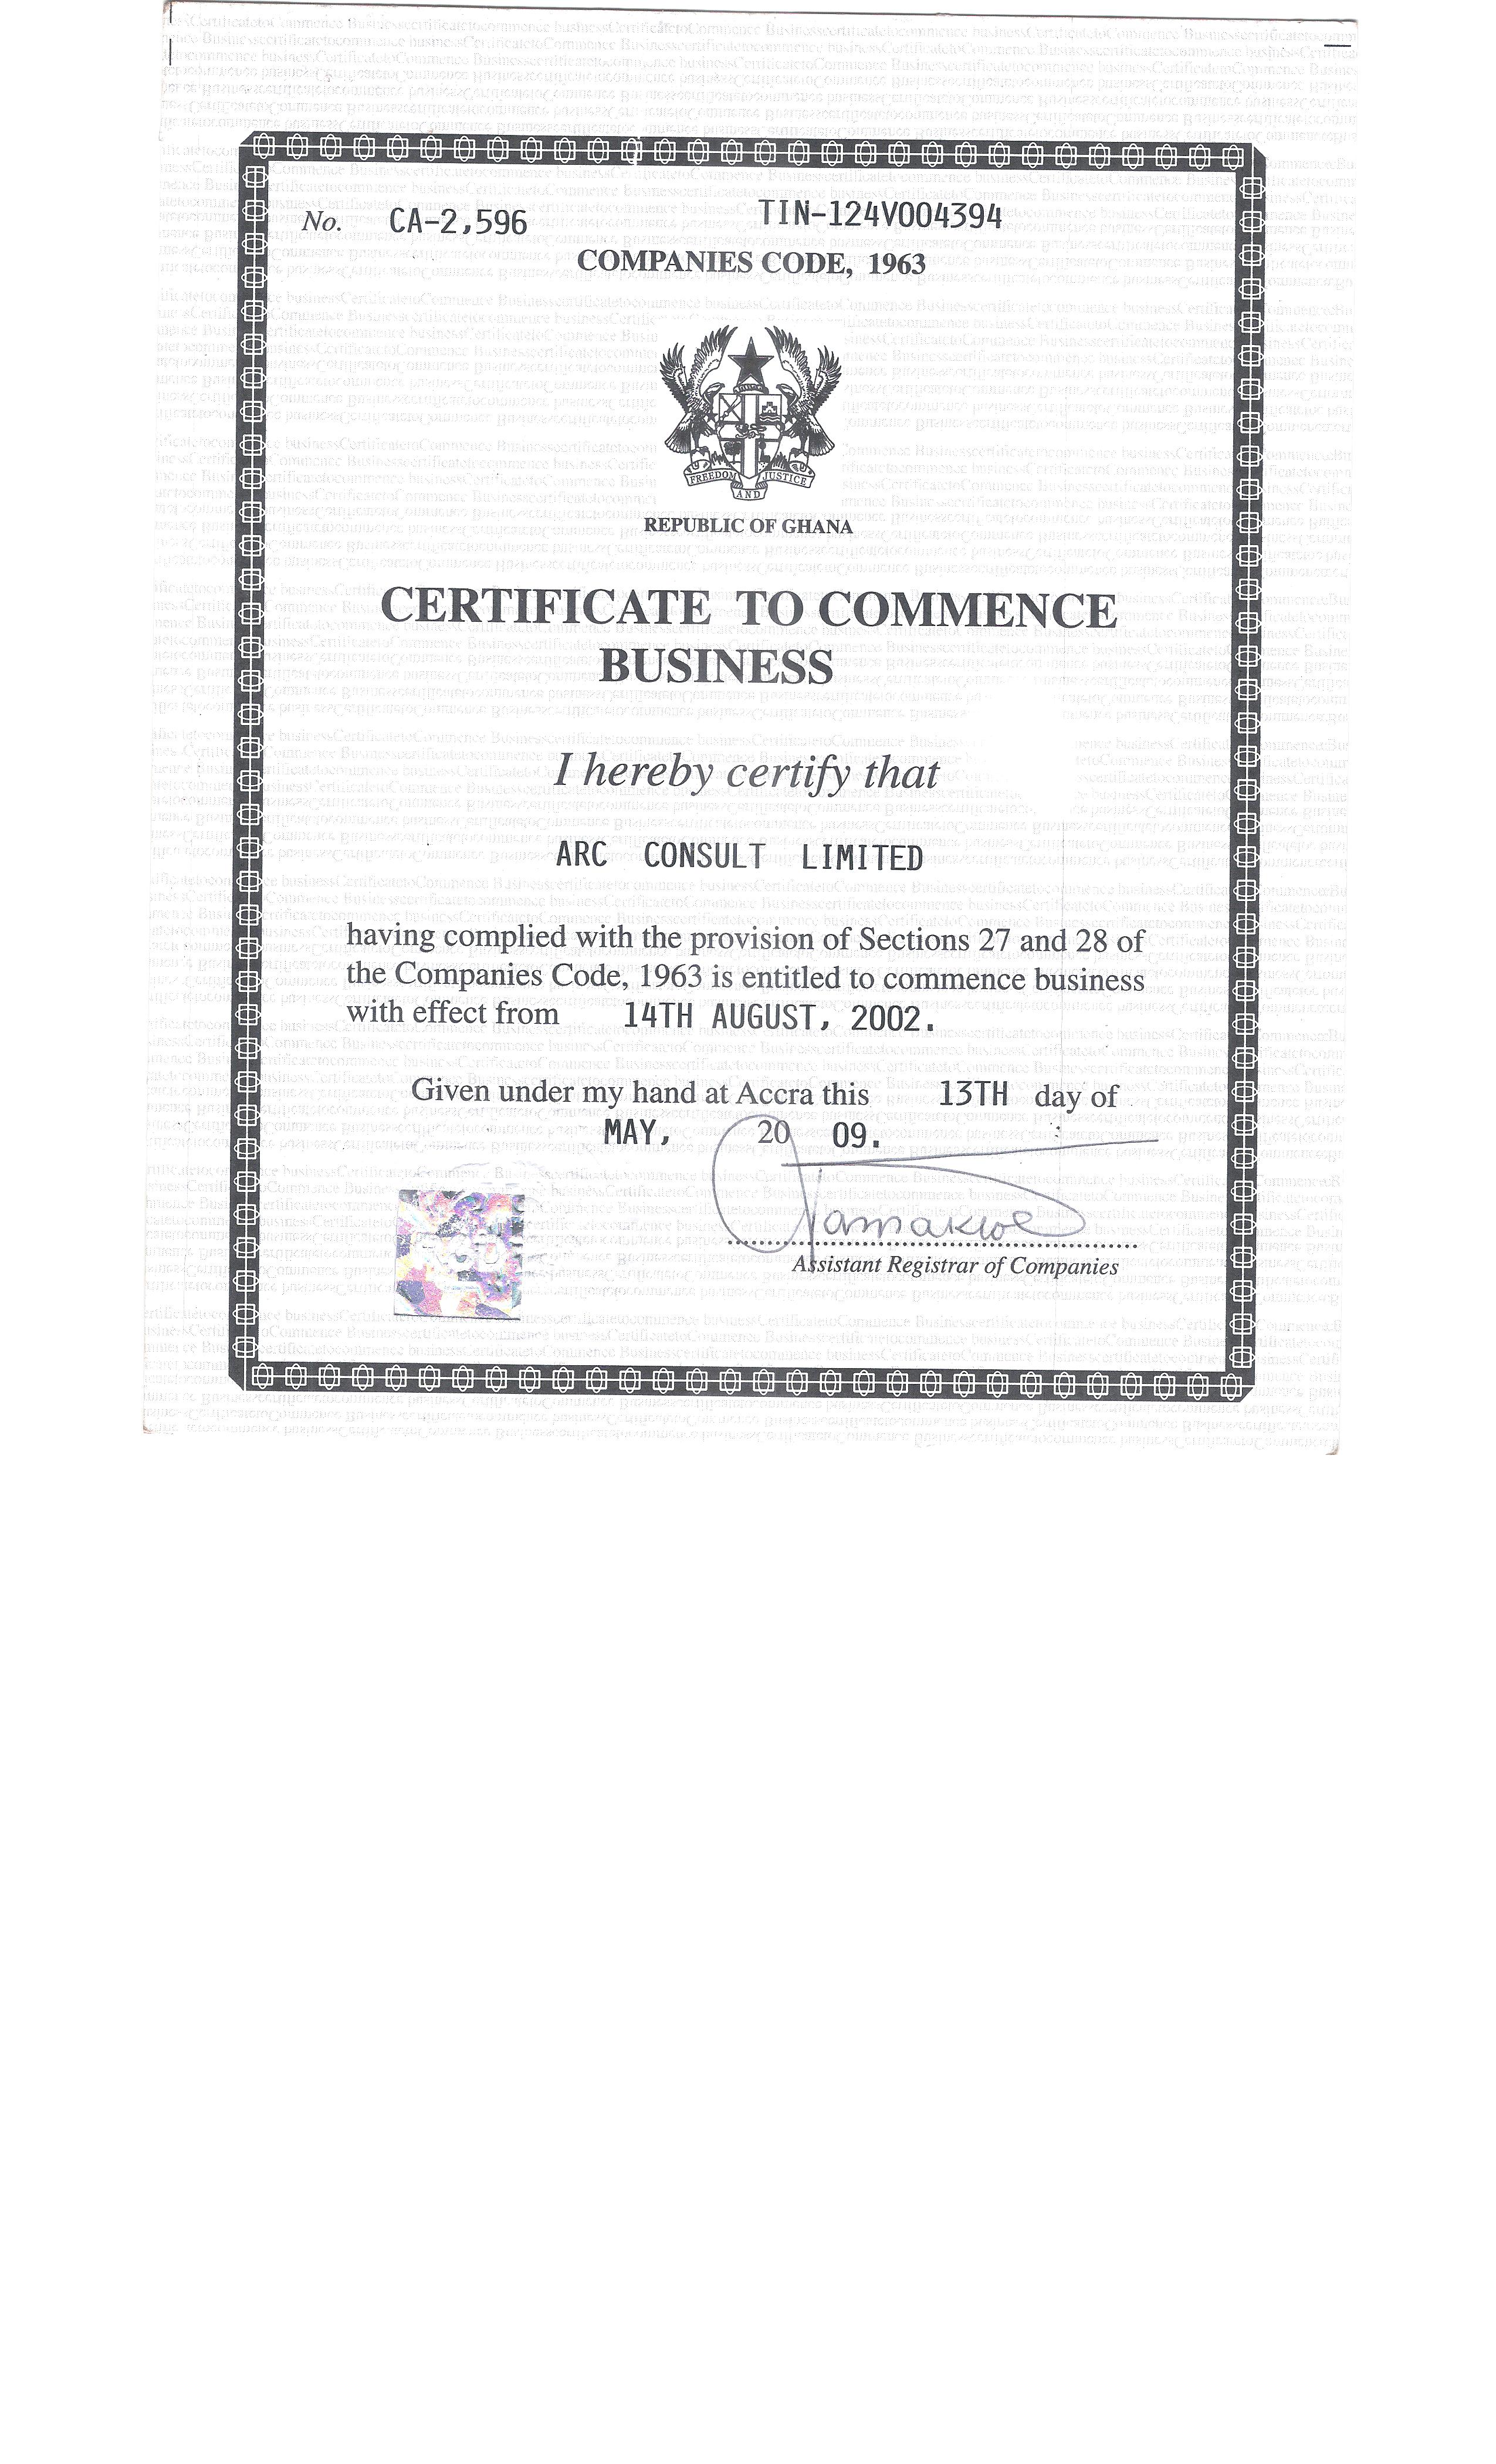 No. CA-2,596 TIN-124V004394
COMPANIES CODE, 1963
FREEDOM AND JUSTICE
REPUBLIC OF GHANA
CERTIFICATE TO COMMENCE
BUSINESS
I hereby certify that
ARC CONSULT LIMITED
having complied with the provision of Sections 27 and 28 of
the Companies Code, 1963 is entitled to commence business
with effect from 14TH AUGUST, 2002.
Given under my hand at Accra this 13TH day of
MAY, 20 09.
Assistant Registrar of Companies